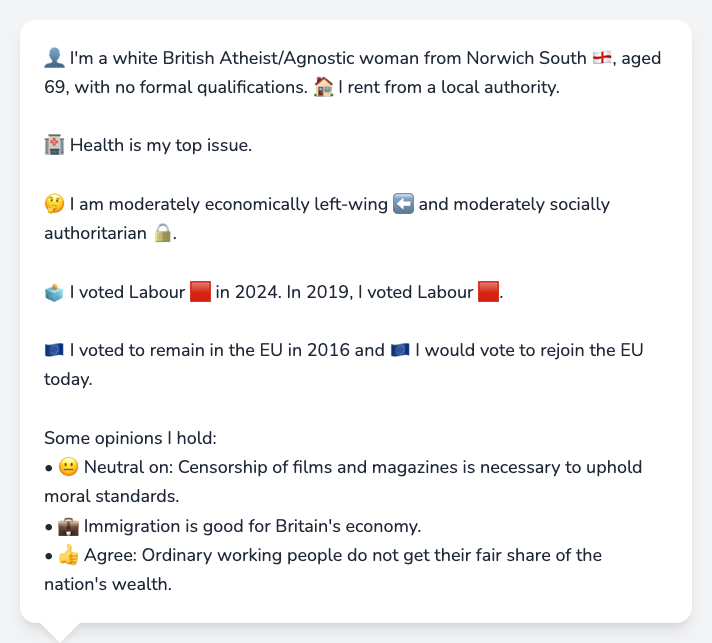 👤 I'm a white British Atheist/Agnostic woman from Norwich South 🏴󠁧󠁢󠁥󠁮󠁧󠁿, aged
69, with no formal qualifications. 🏠 I rent from a local authority.
🏥 Health is my top issue.
🤔 I am moderately economically left-wing ⬅️ and moderately socially
authoritarian 🔒.
🗳️ I voted Labour 🟥 in 2024. In 2019, I voted Labour 🟥.
🇪🇺 I voted to remain in the EU in 2016 and 🇪🇺 I would vote to rejoin the EU
today.
Some opinions I hold:
• 😐 Neutral on: Censorship of films and magazines is necessary to uphold
moral standards.
• 💼 Immigration is good for Britain's economy.
• 👍 Agree: Ordinary working people do not get their fair share of the
nation's wealth.